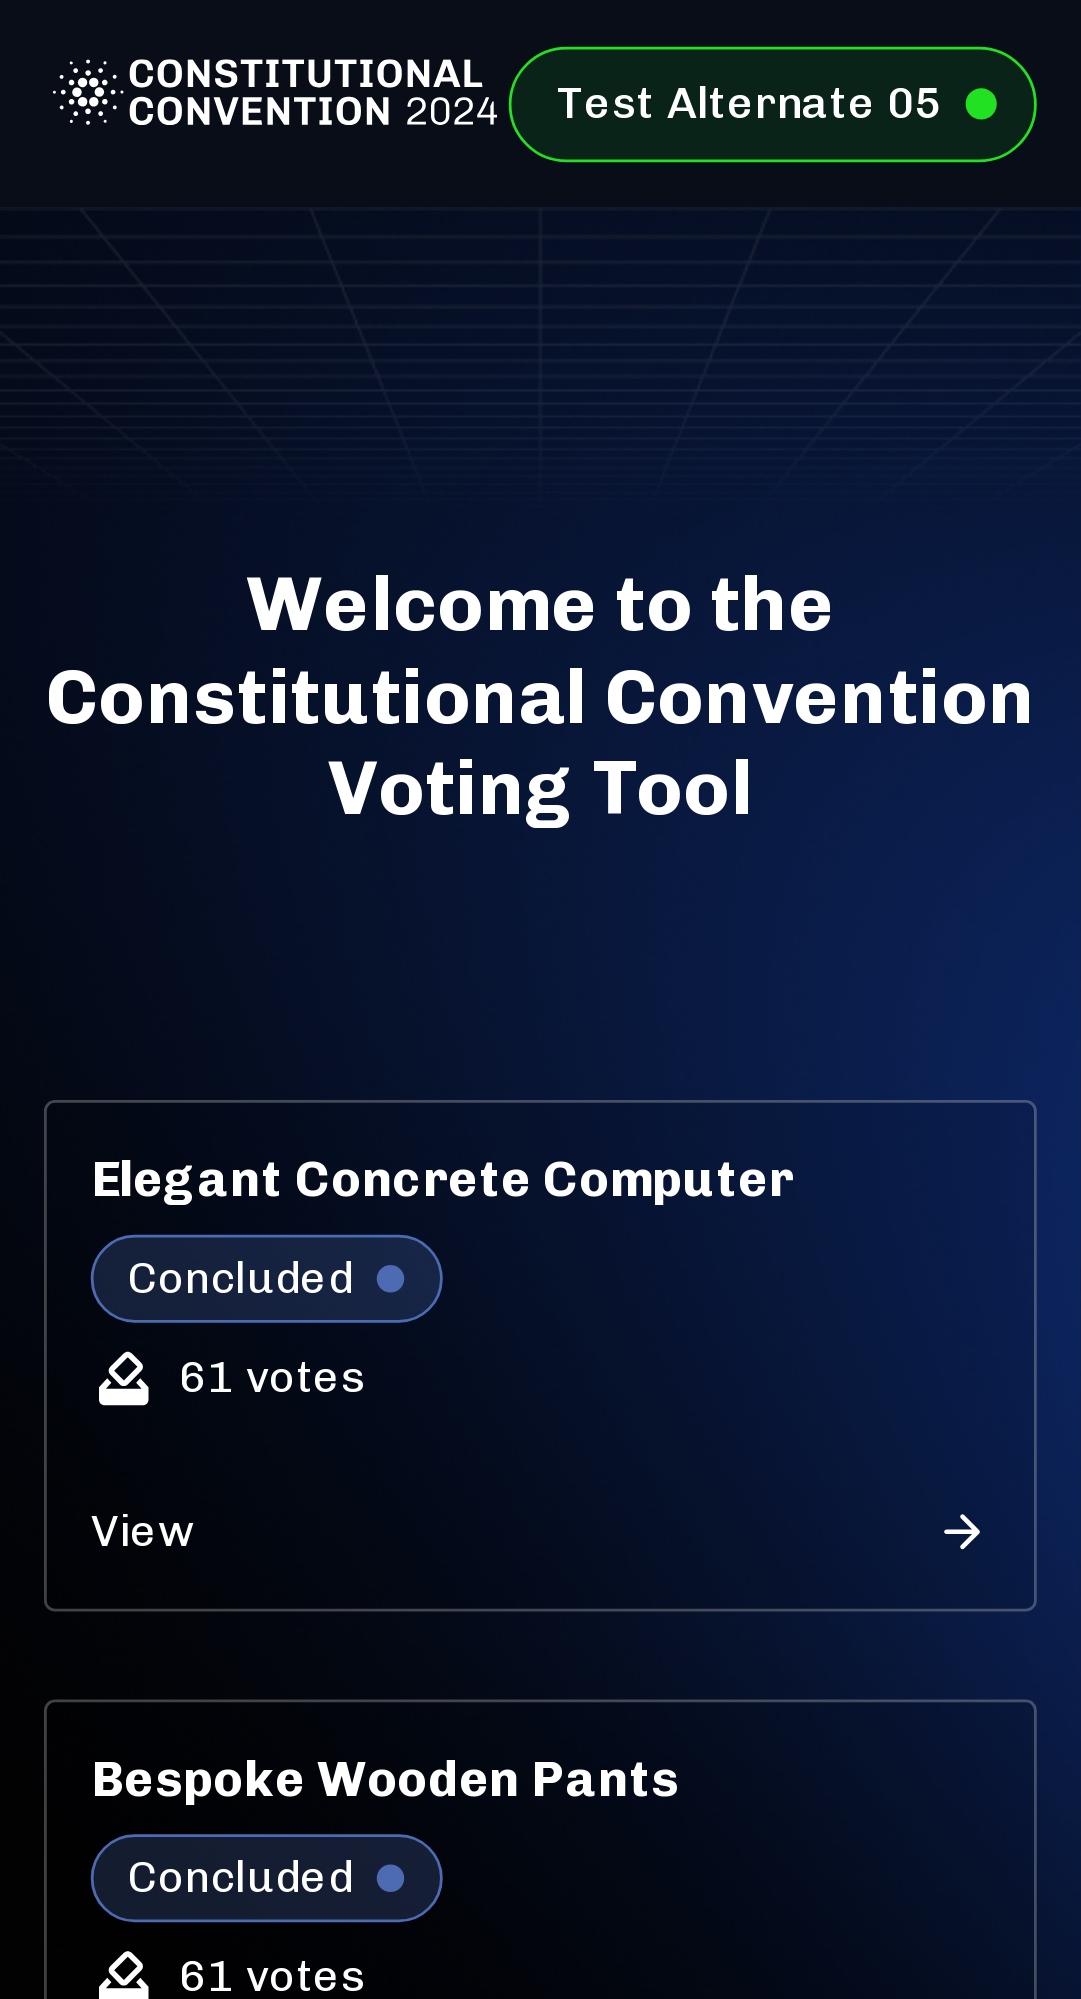 CONSTITUTIONAL
CONVENTION 2024
Test Alternate 05
Welcome to the
Constitutional Convention
Voting Tool
Elegant Concrete Computer
Concluded
61 votes
View
Bespoke Wooden Pants
Concluded
61 votes